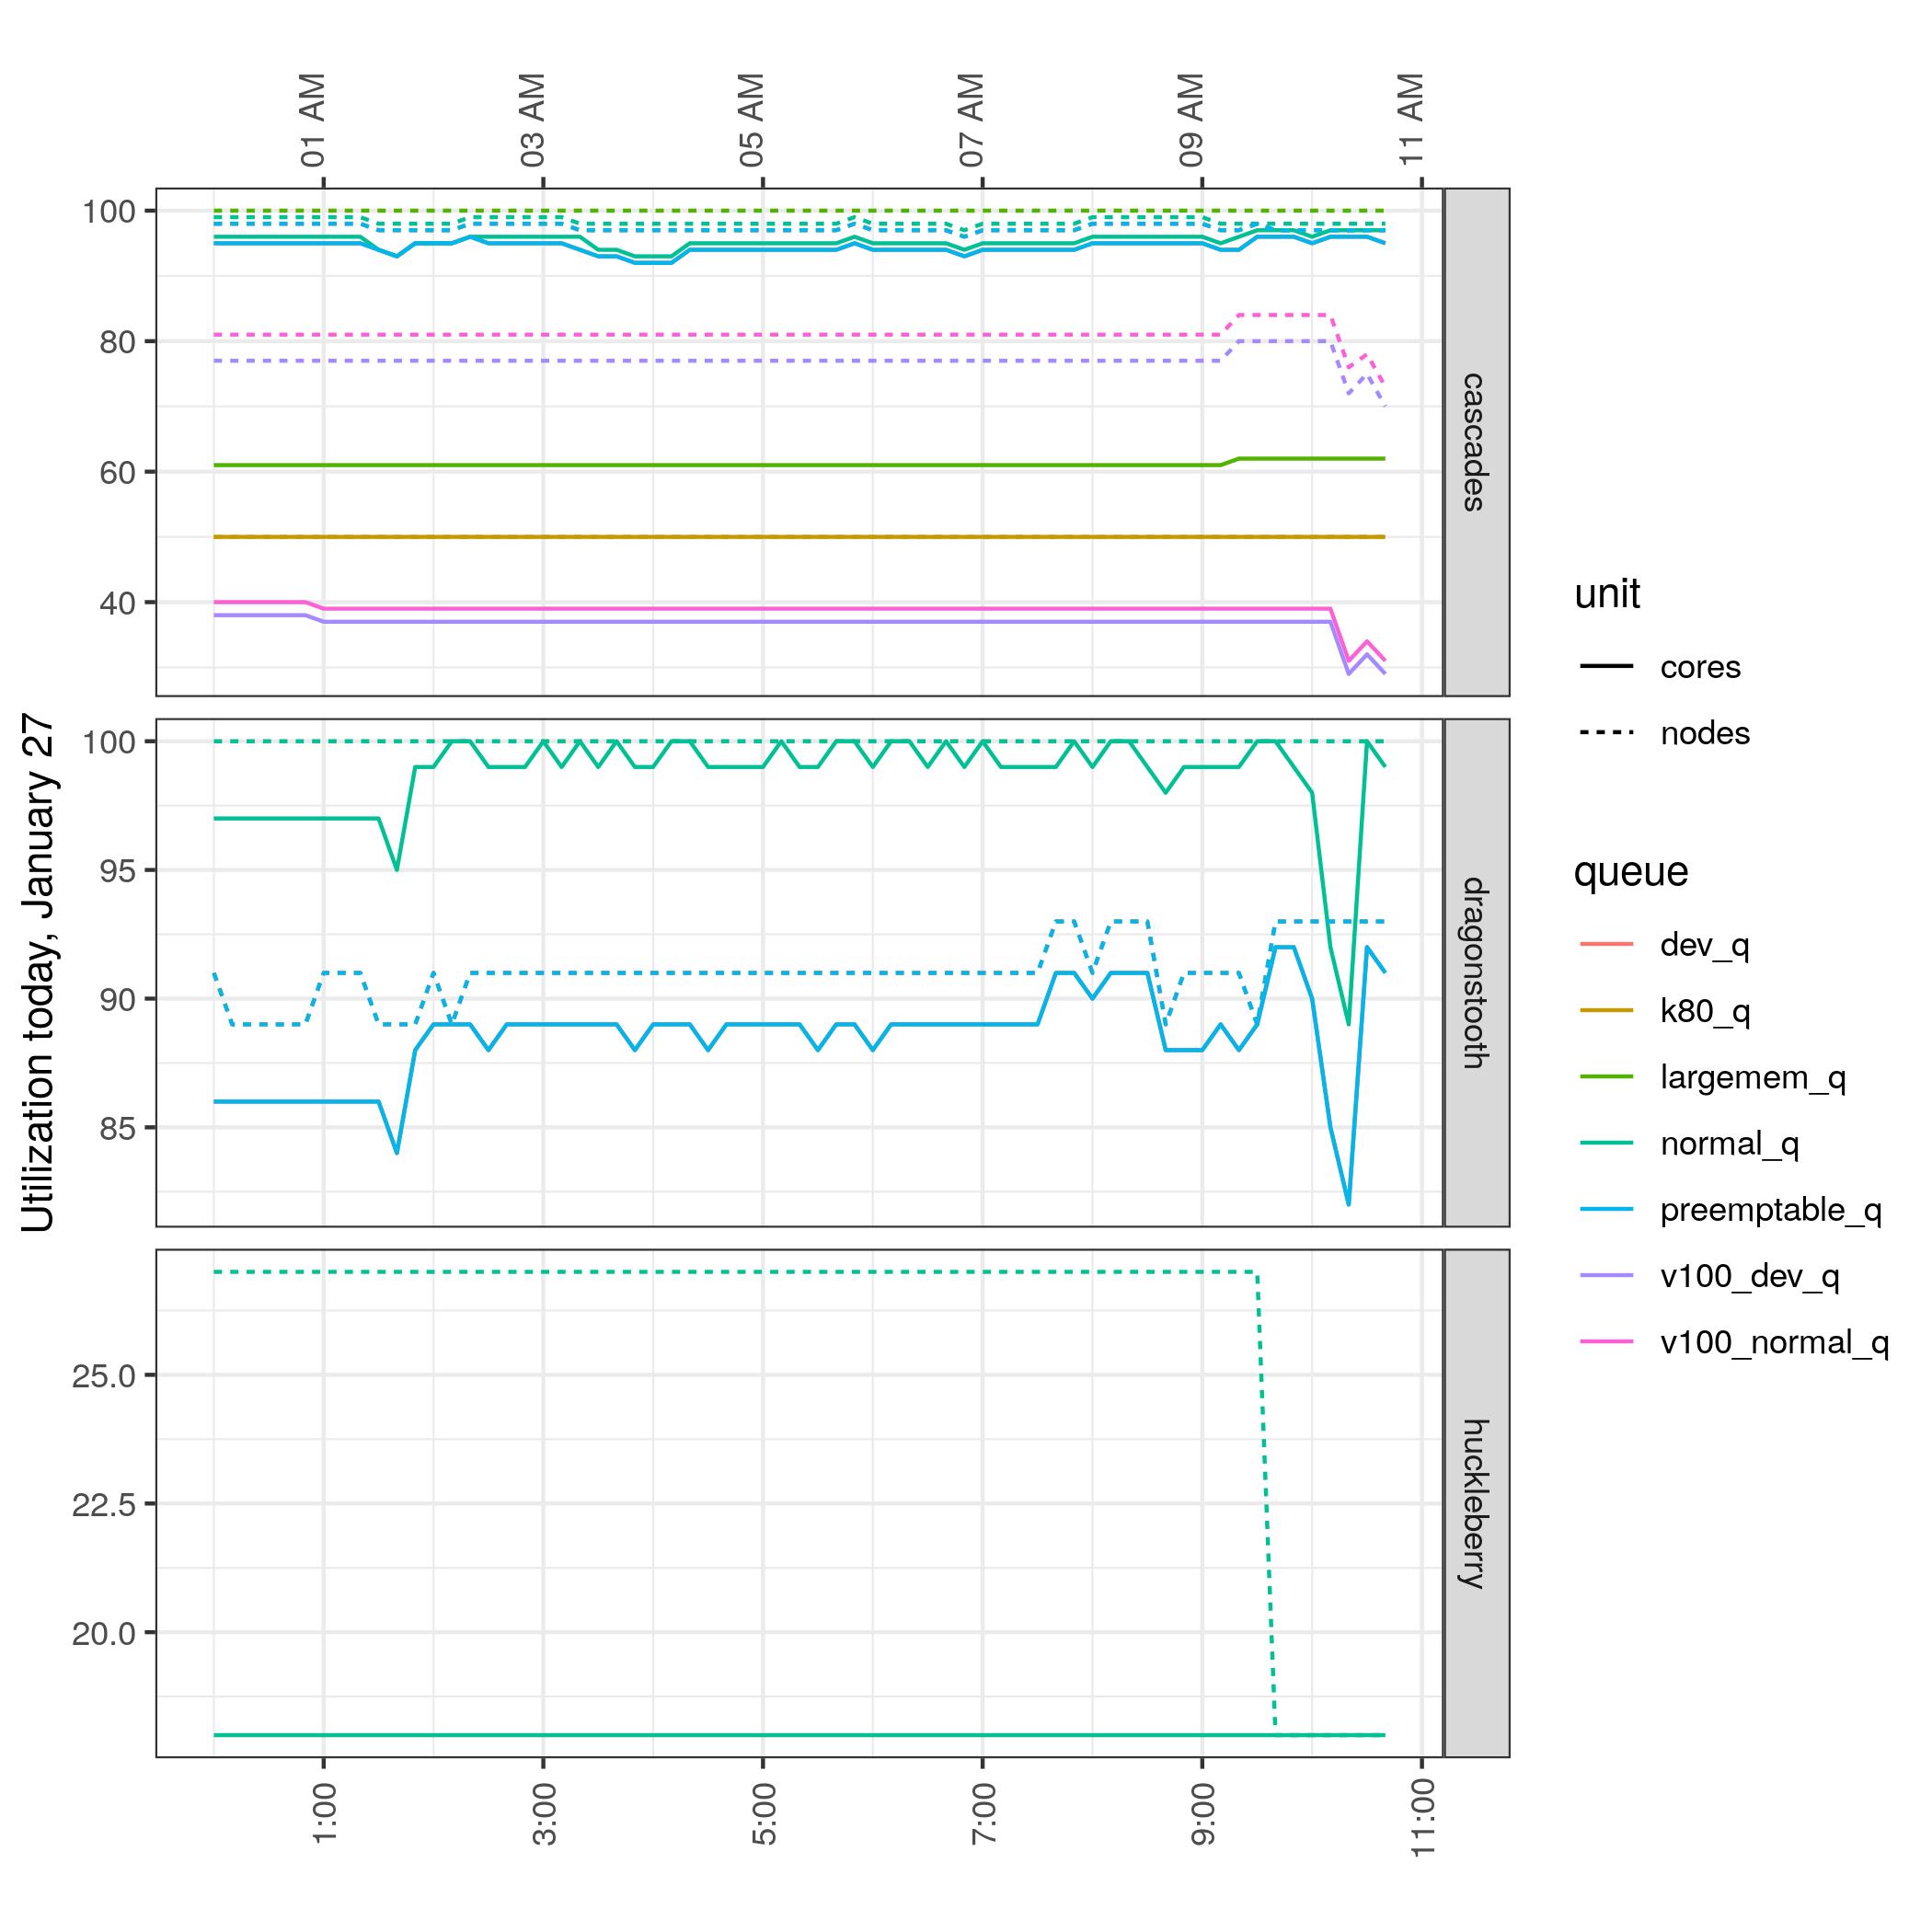 01 AM
03 AM
05 AM
07 AM
09 AM
11 AM
Utilization today, January 27
100
80
60
40
cascades
100
95
90
85
dragonstooth
25.0
22.5
20.0
huckleberry
1:00
3:00
5:00
7:00
9:00
11:00
unit
cores
nodes
queue
dev_q
k80_q
largemem_q
normal_q
preemptable_q
v100_dev_q
v100_normal_q